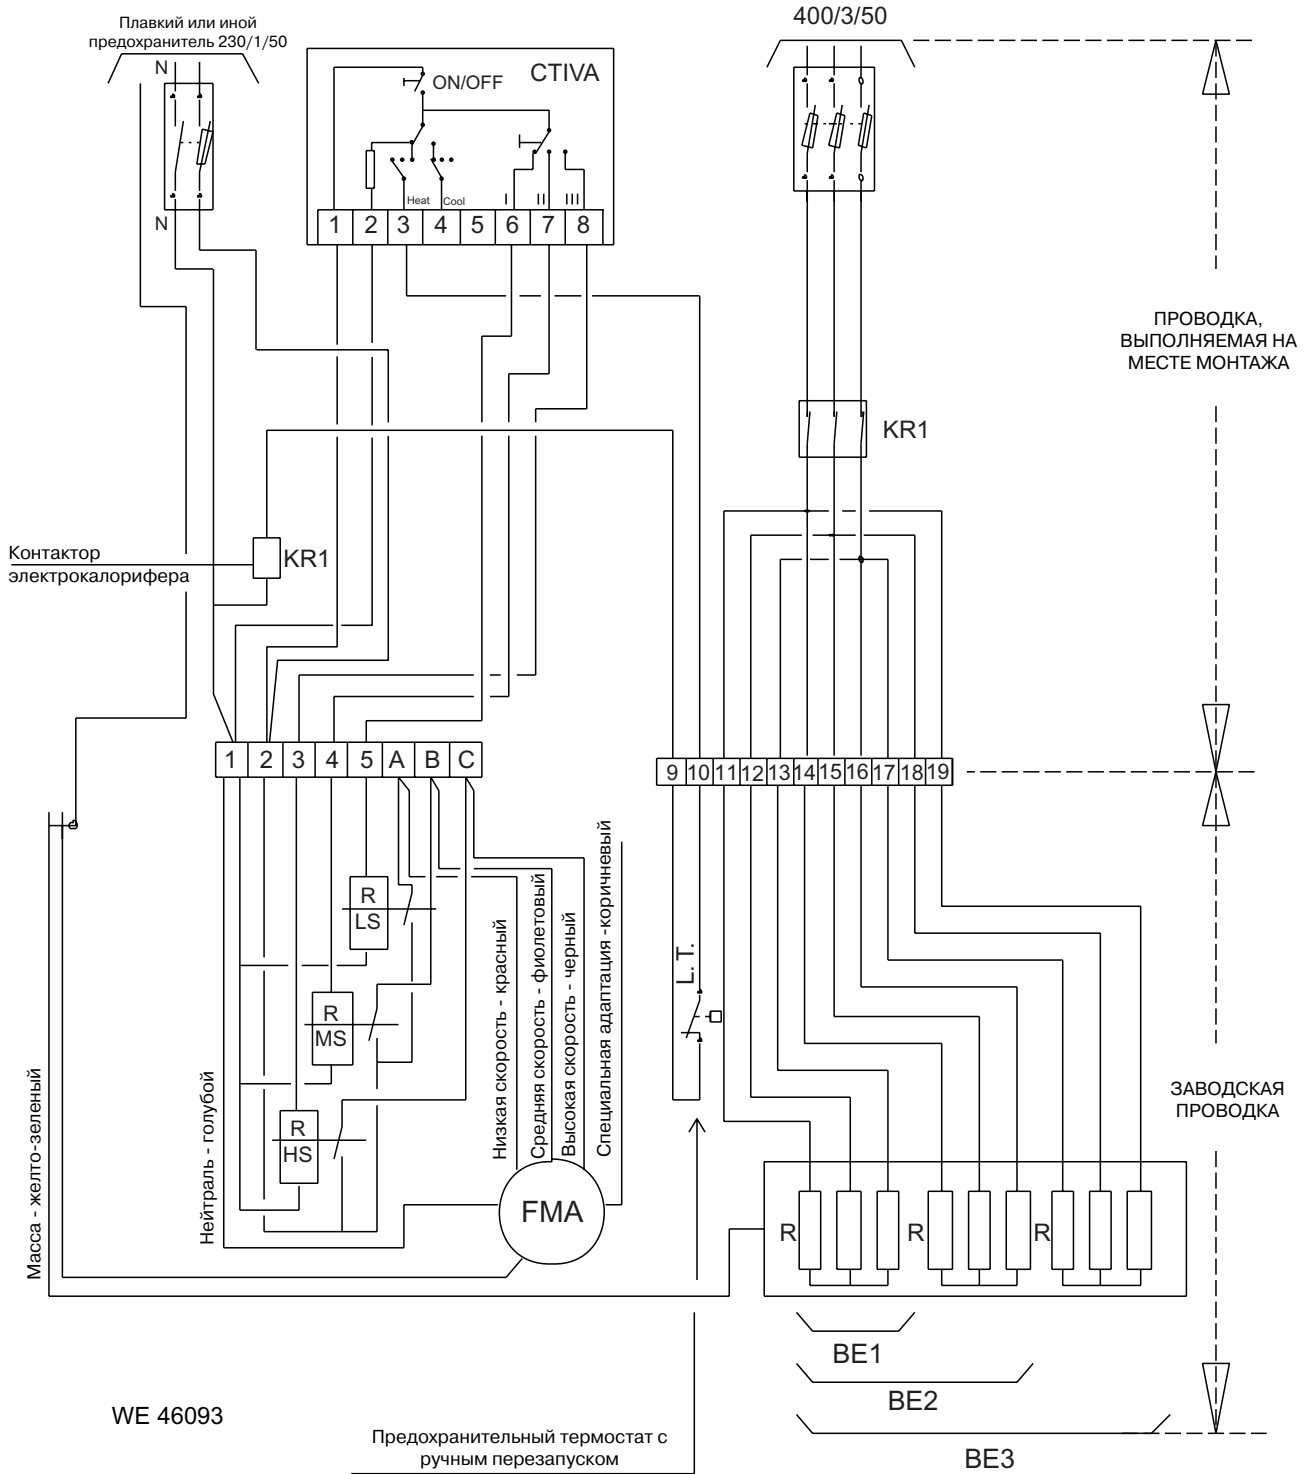 Плавкий или иной
предохранитель 230/1/50
400/3/50
N
CTIVA
ON/OFF
Heat
Cool
I
II
III
N
1 2 3 4 5 6 7 8
ПРОВОДКА,
ВЫПОЛНЯЕМАЯ НА
МЕСТЕ МОНТАЖА
KR1
Контактор
электрокалорифера
KR1
1 2 3 4 5 A B C
9 10 11 12 13 14 15 16 17 18 19
R
LS
R
MS
R
HS
L. T.
Масса - желто-зеленый
Нейтраль - голубой
Низкая скорость - красный
Средняя скорость - фиолетовый
Высокая скорость - черный
Специальная адаптация -коричневый
ЗАВОДСКАЯ
ПРОВОДКА
FMA
R
R
R
BE1
BE2
BE3
WE 46093
Предохранительный термостат с
ручным перезапуском